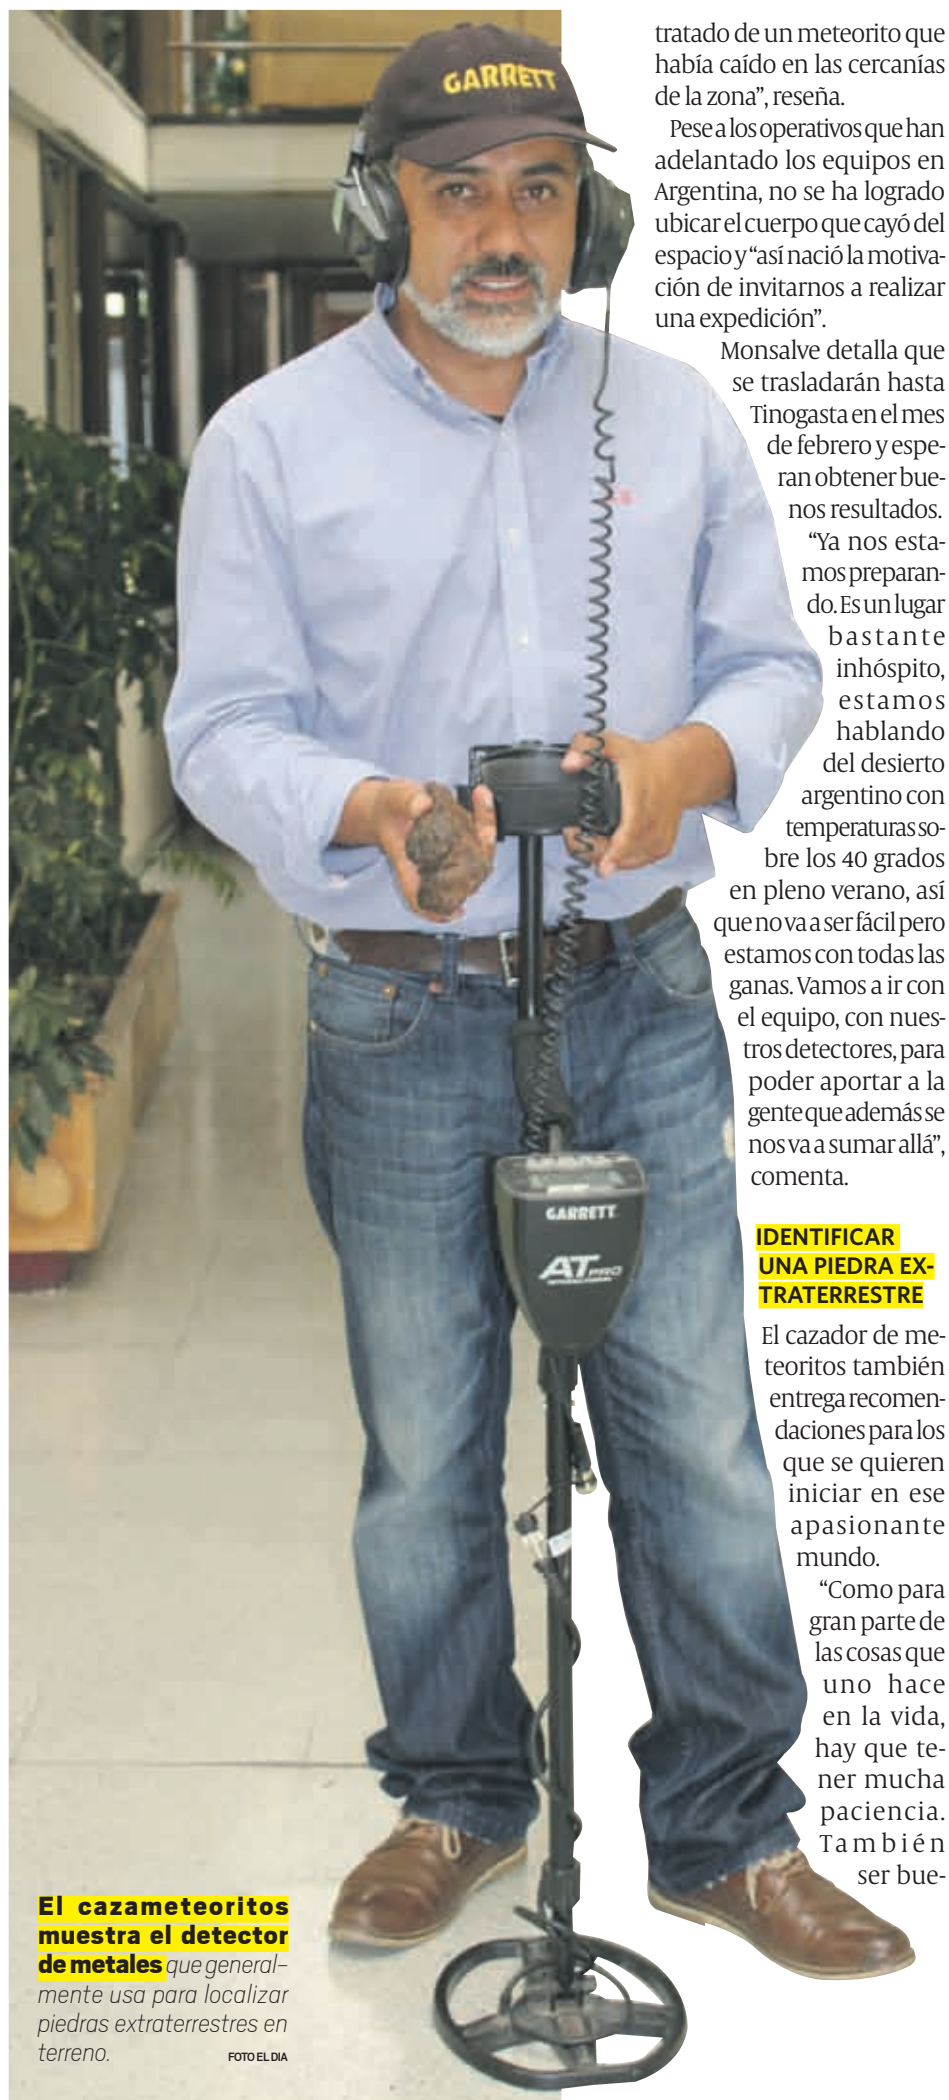 GARRETT
tratado de un meteorito que
había caído en las cercanías
de la zona”, reseña.
Pese a los operativos que han
adelantado los equipos en
Argentina, no se ha logrado
ubicar el cuerpo que cayó del
espacio y “así nació la motiva-
ción de invitarnos a realizar
una expedición”.
Monsalve detalla que
se trasladarán hasta
Tinogasta en el mes
de febrero y espe-
ran obtener bue-
nos resultados.
“Ya nos esta-
mos preparan-
do. Es un lugar
bastante
inhóspito,
estamos
hablando
del desierto
argentino con
temperaturas so-
bre los 40 grados
en pleno verano, así
que no va a ser fácil pero
estamos con todas las
ganas. Vamos a ir con
el equipo, con nues-
tros detectores, para
poder aportar a la
gente que además se
nos va a sumar allá”,
comenta.
IDENTIFICAR
UNA PIEDRA EX-
TRATERRESTRE
El cazador de me-
teoritos también
entrega recomen-
daciones para los
que se quieren
iniciar en ese
apasionante
mundo.
“Como para
gran parte de
las cosas que
uno hace
en la vida,
hay que te-
ner mucha
paciencia.
También
ser bue-
GARRETT
AT PRO
El cazameteoritos
muestra el detector
de metales que general-
mente usa para localizar
piedras extraterrestres en
terreno.
FOTO EL DIA